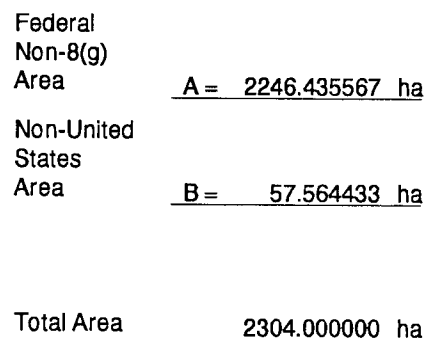 Federal
Non-8(g)
Area A = 2246.435567 ha
Non-United
States
Area B = 57.564433 ha
Total Area 2304.000000 ha